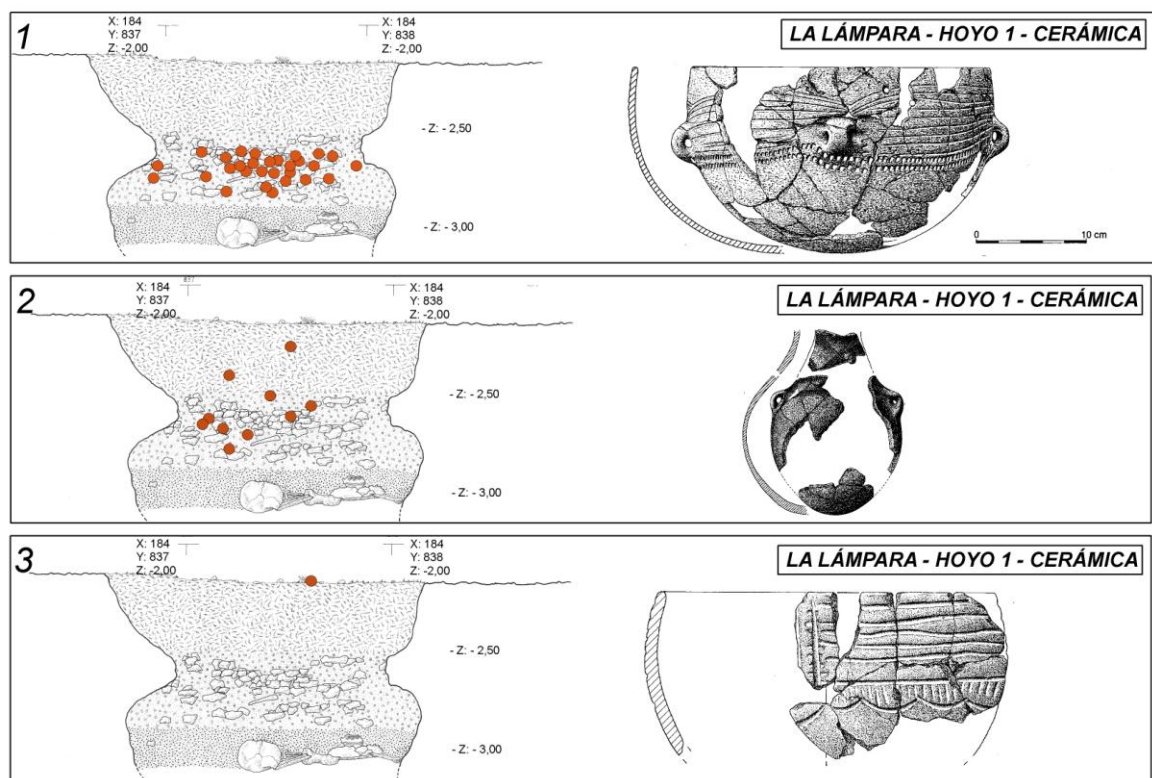 1
X: 184
Y: 837
Z: -2,00
X: 184
Y: 838
Z: -2,00
LA LÁMPARA - HOYO 1 - CERÁMICA
- Z: - 2,50
- Z: - 3,00
0 10 cm
2
X: 184
Y: 837
Z: -2,00
X: 184
Y: 838
Z: -2,00
LA LÁMPARA - HOYO 1 - CERÁMICA
- Z: - 2,50
- Z: - 3,00
3
X: 184
Y: 837
Z: -2,00
X: 184
Y: 838
Z: -2,00
LA LÁMPARA - HOYO 1 - CERÁMICA
- Z: - 2,50
- Z: - 3,00